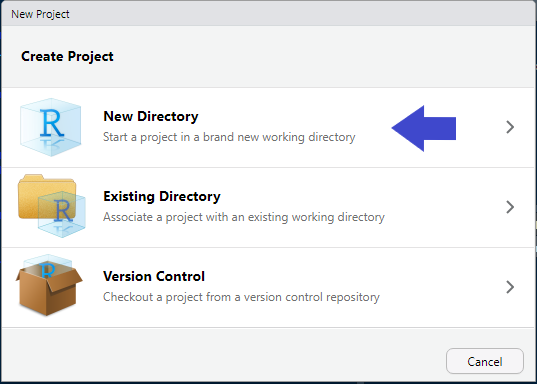 New Project
Create Project
R
New Directory
Start a project in a brand new working directory
R
Existing Directory
Associate a project with an existing working directory
R
Version Control
Checkout a project from a version control repository
Cancel